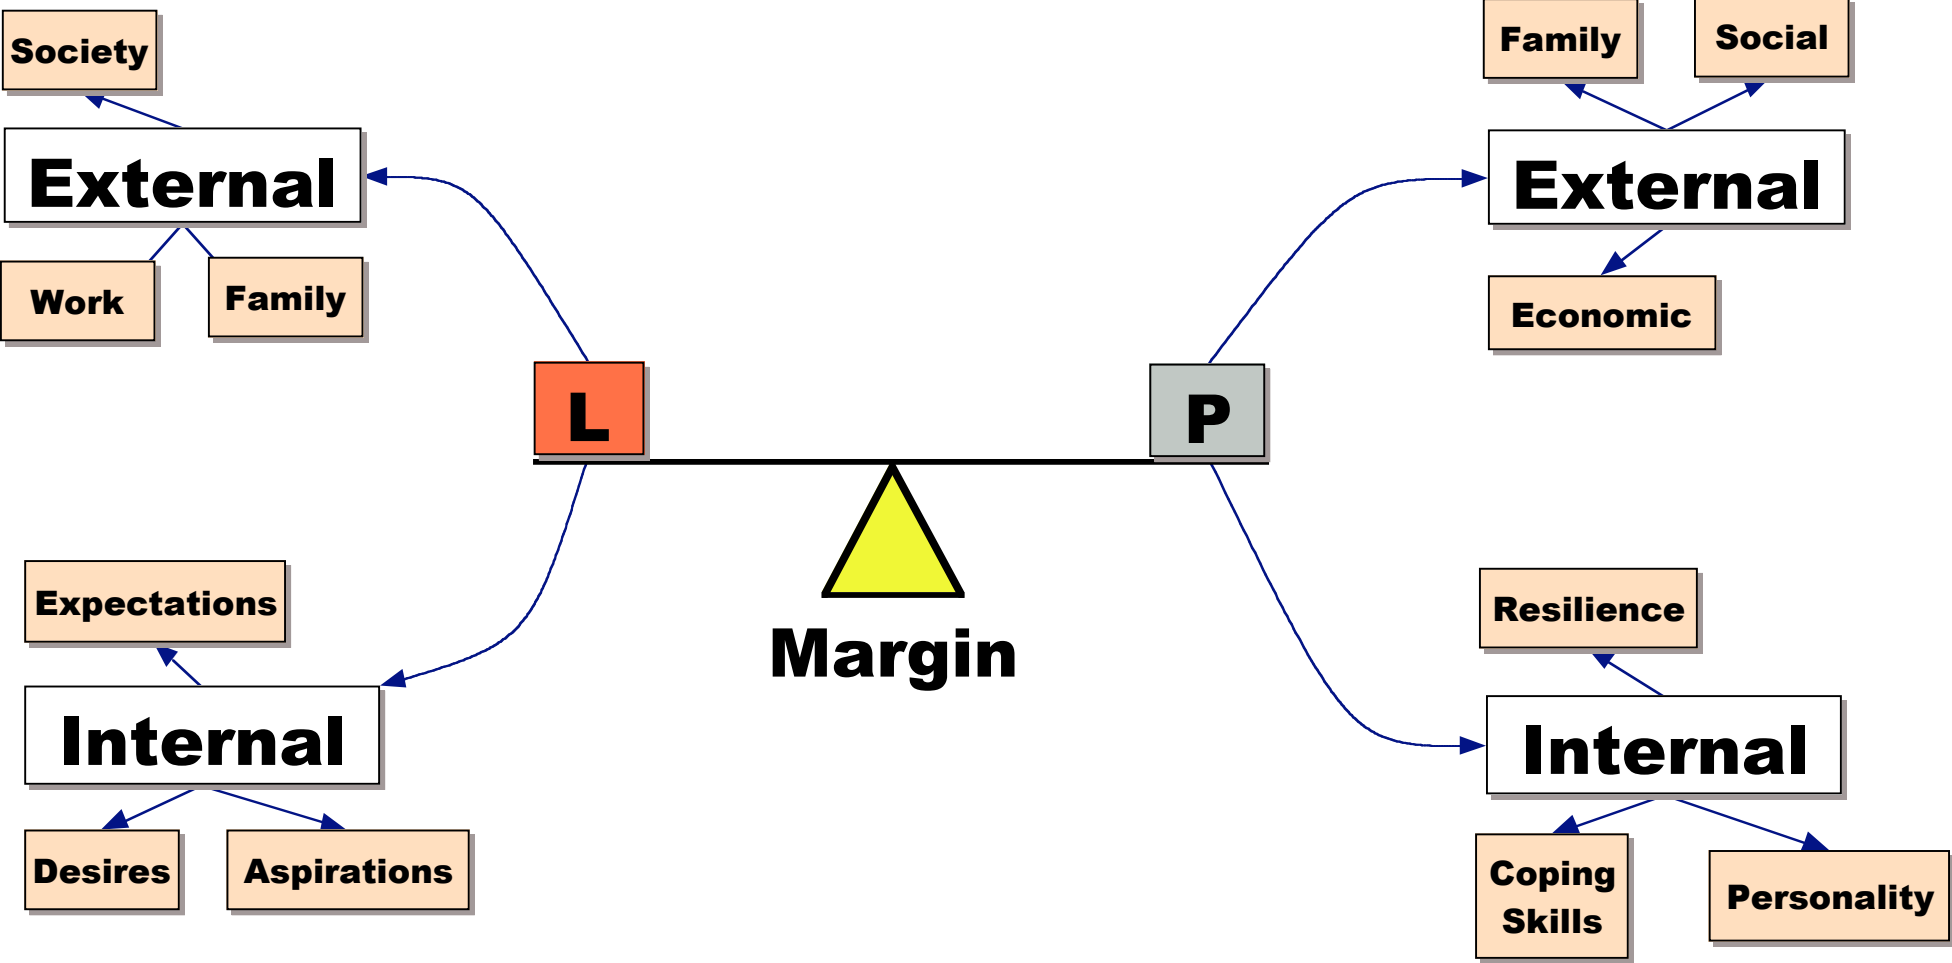 Society
External
Work
Family
L
Expectations
Internal
Desires
Aspirations
Margin
Family
Social
External
Economic
P
Resilience
Internal
Coping
Skills
Personality